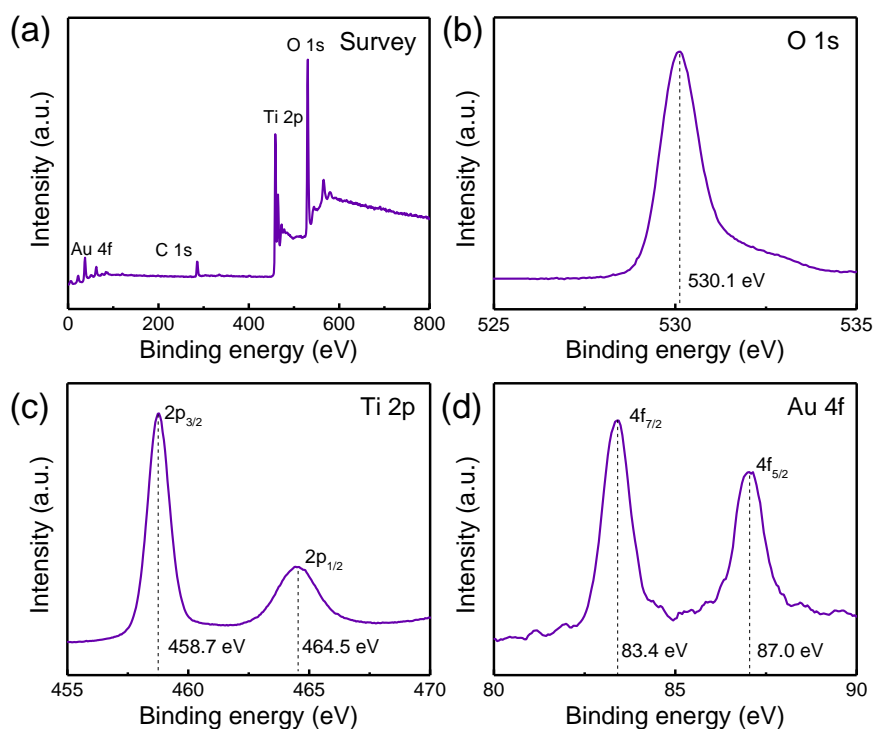 (a)
Survey
O 1s
Ti 2p
Au 4f
C 1s
Intensity (a.u.)
0 200 400 600 800
Binding energy (eV)
(b)
O 1s
Intensity (a.u.)
530.1 eV
525 530 535
Binding energy (eV)
(c)
Ti 2p
2p3/2
2p1/2
Intensity (a.u.)
458.7 eV
464.5 eV
455 460 465 470
Binding energy (eV)
(d)
Au 4f
4f7/2
4f5/2
Intensity (a.u.)
83.4 eV
87.0 eV
80 85 90
Binding energy (eV)